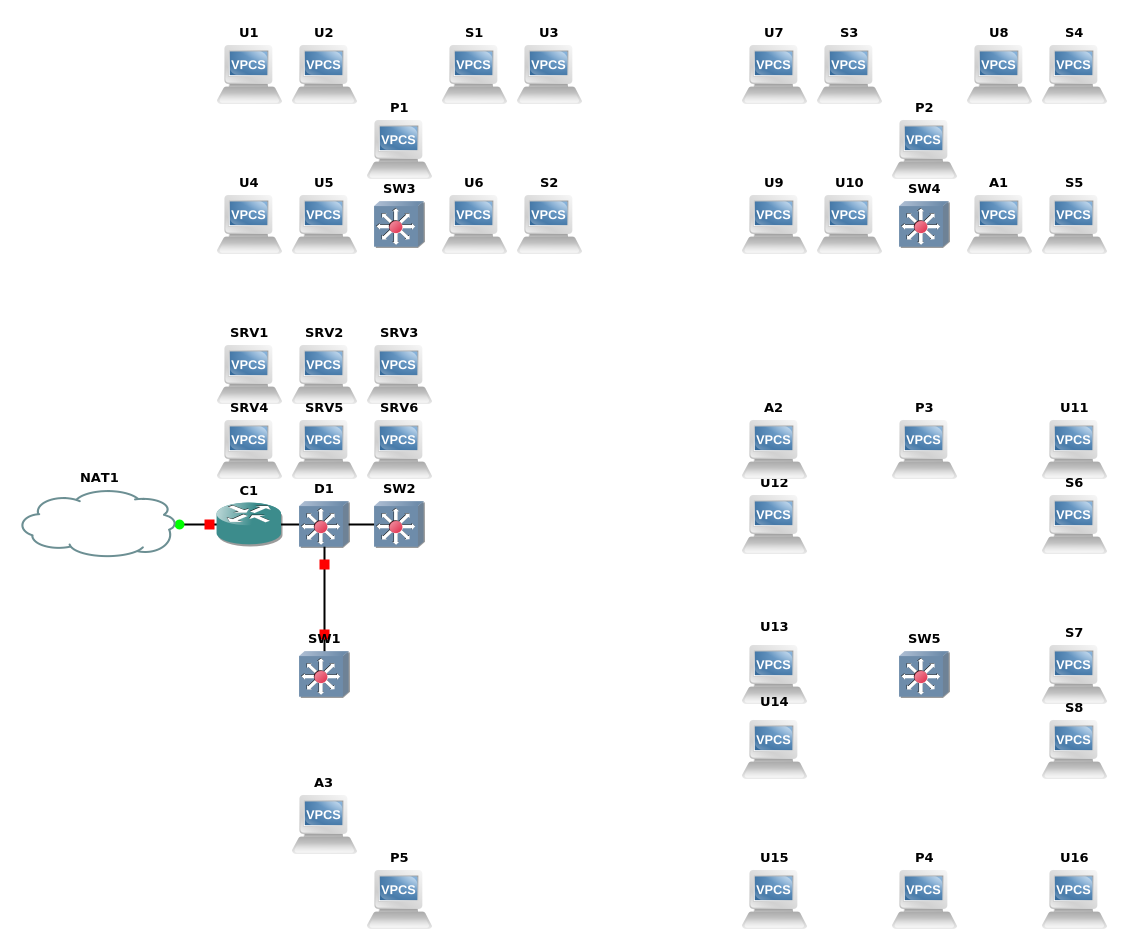 U1 U2 S1 U3 U7 S3 U8 S4
VPCS VPCS VPCS VPCS VPCS VPCS VPCS VPCS
P1 P2
VPCS VPCS
U4 U5 SW3 U6 S2 U9 U10 SW4 A1 S5
VPCS VPCS VPCS VPCS VPCS VPCS VPCS VPCS
SRV1 SRV2 SRV3
VPCS VPCS VPCS
SRV4 SRV5 SRV6 A2 P3 U11
VPCS VPCS VPCS VPCS VPCS VPCS
NAT1 C1 D1 SW2 U12 S6
VPCS VPCS
SW1 U13 SW5 S7
VPCS VPCS
U14 S8
VPCS VPCS
A3
VPCS
P5 U15 P4 U16
VPCS VPCS VPCS VPCS